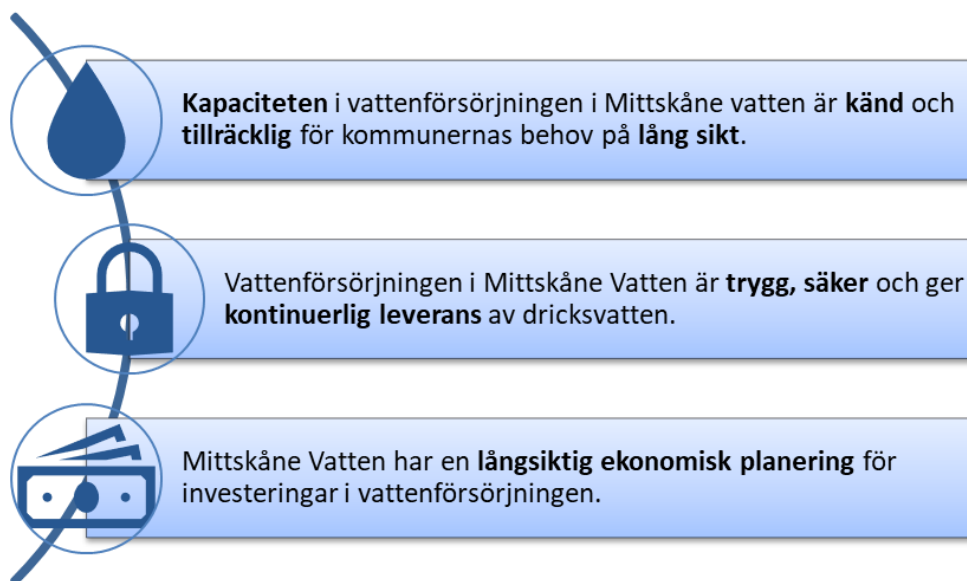 Kapaciteten i vattenförsörjningen i Mittskåne vatten är känd och
tillräcklig för kommunernas behov på lång sikt.
Vattenförsörjningen i Mittskåne Vatten är trygg, säker och ger
kontinuerlig leverans av dricksvatten.
Mittskåne Vatten har en långsiktig ekonomisk planering för
investeringar i vattenförsörjningen.